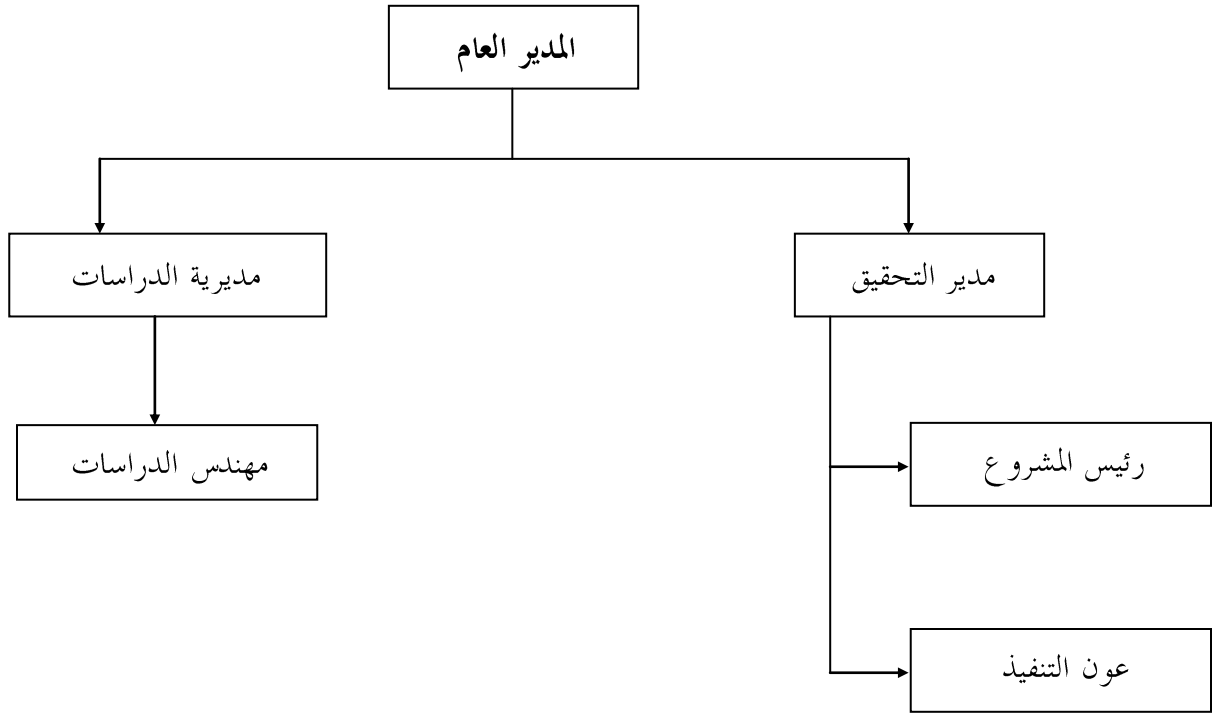 المدير العام
مدير التحقيق
مديرية الدراسات
رئيس المشروع
مهندس الدراسات
عون التنفيذ